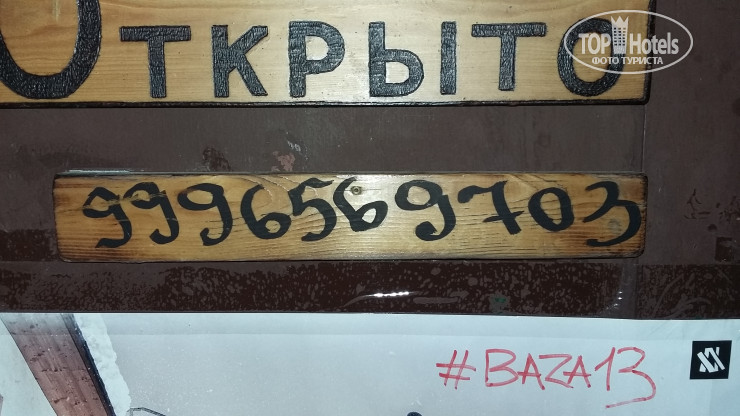 Открыто
TOP Hotels
ФОТО ТУРИСТА
9996569703
#BAZA13